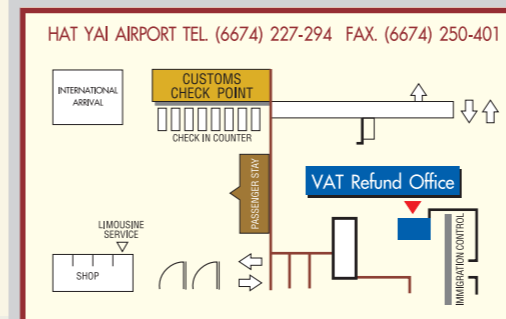 HAT YAI AIRPORT TEL. (6674) 227-294 FAX. (6674) 250-401
INTERNATIONAL
ARRIVAL
CUSTOMS
CHECK POINT
CHECK IN COUNTER
PASSENGER STAY
VAT Refund Office
LIMOUSINE
SERVICE
SHOP
IMMIGRATION CONTROL